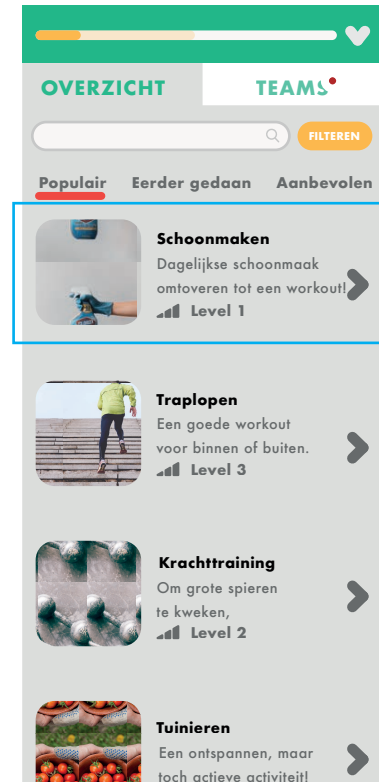 OVERZICHT
TEAMS
FILTEREN
Populair Eerder gedaan Aanbevolen
Schoonmaken
Dagelijkse schoonmaak
omtoveren tot een workout!
Level 1
Traplopen
Een goede workout
voor binnen of buiten.
Level 3
Krachttraining
Om grote spieren
te kweken,
Level 2
Tuinieren
Een ontspannen, maar
toch actieve activiteit!